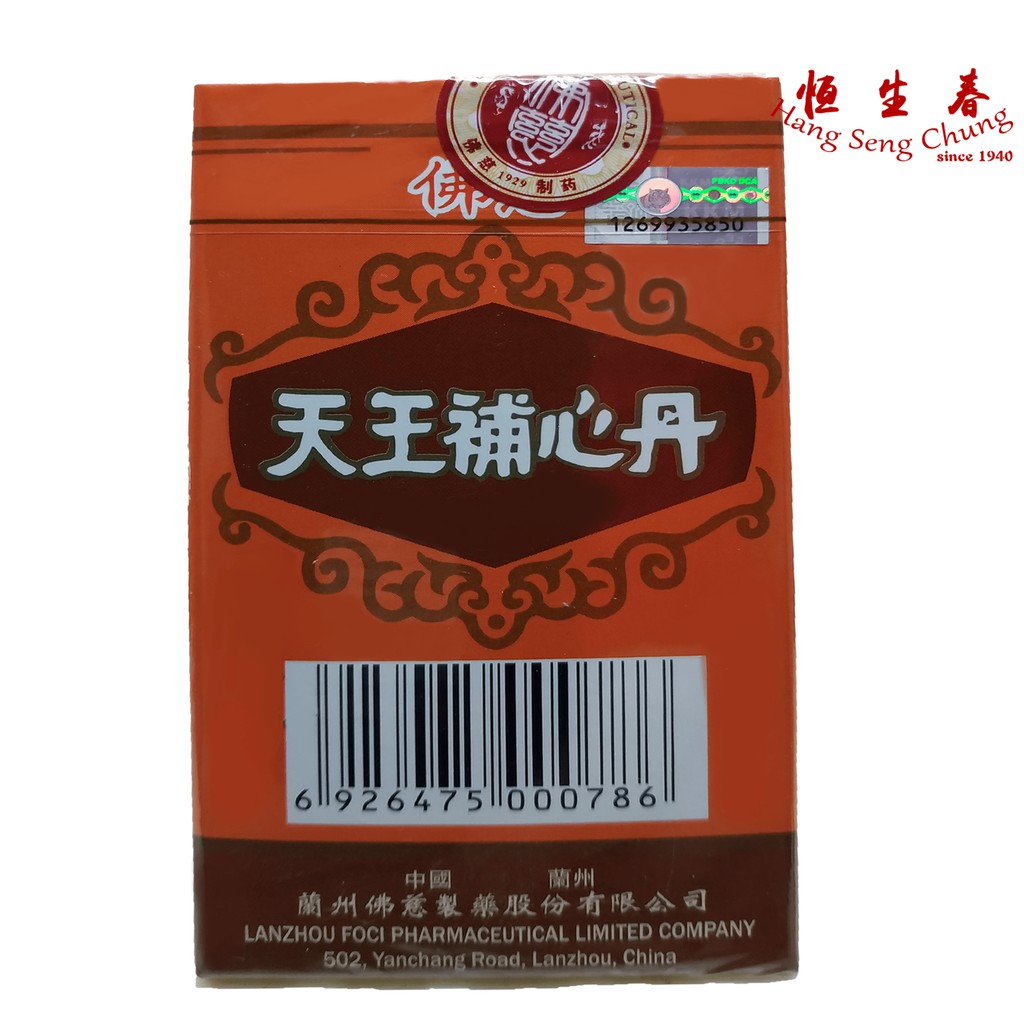 恒生春
Hang Seng Chung
since 1940
佛慈 1929 制药
1269935850
天王補心丹
6 926475 000786
中國 蘭州
蘭州佛慈製藥股份有限公司
LANZHOU FOCI PHARMACEUTICAL LIMITED COMPANY
502, Yanchang Road, Lanzhou, China